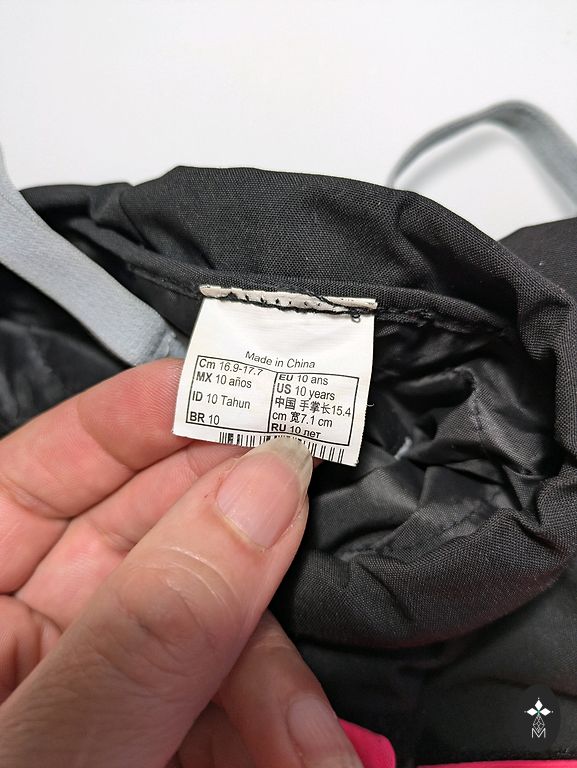 Made in China
Cm 16.9-17.7
MX 10 años
ID 10 Tahun
BR 10
EU 10 ans
US 10 years
中国 手掌长15.4
cm 宽7.1 cm
RU 10 лет
M